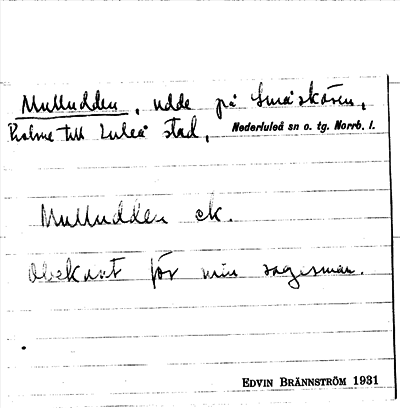 Mulludden, udde på Småskären,
Holme till Luleå stad, Nederluleå sn o. tg. Norrb. l.
Mulludden ek.
Obekant för min sagesman.
EDVIN BRÄNNSTRÖM 1931